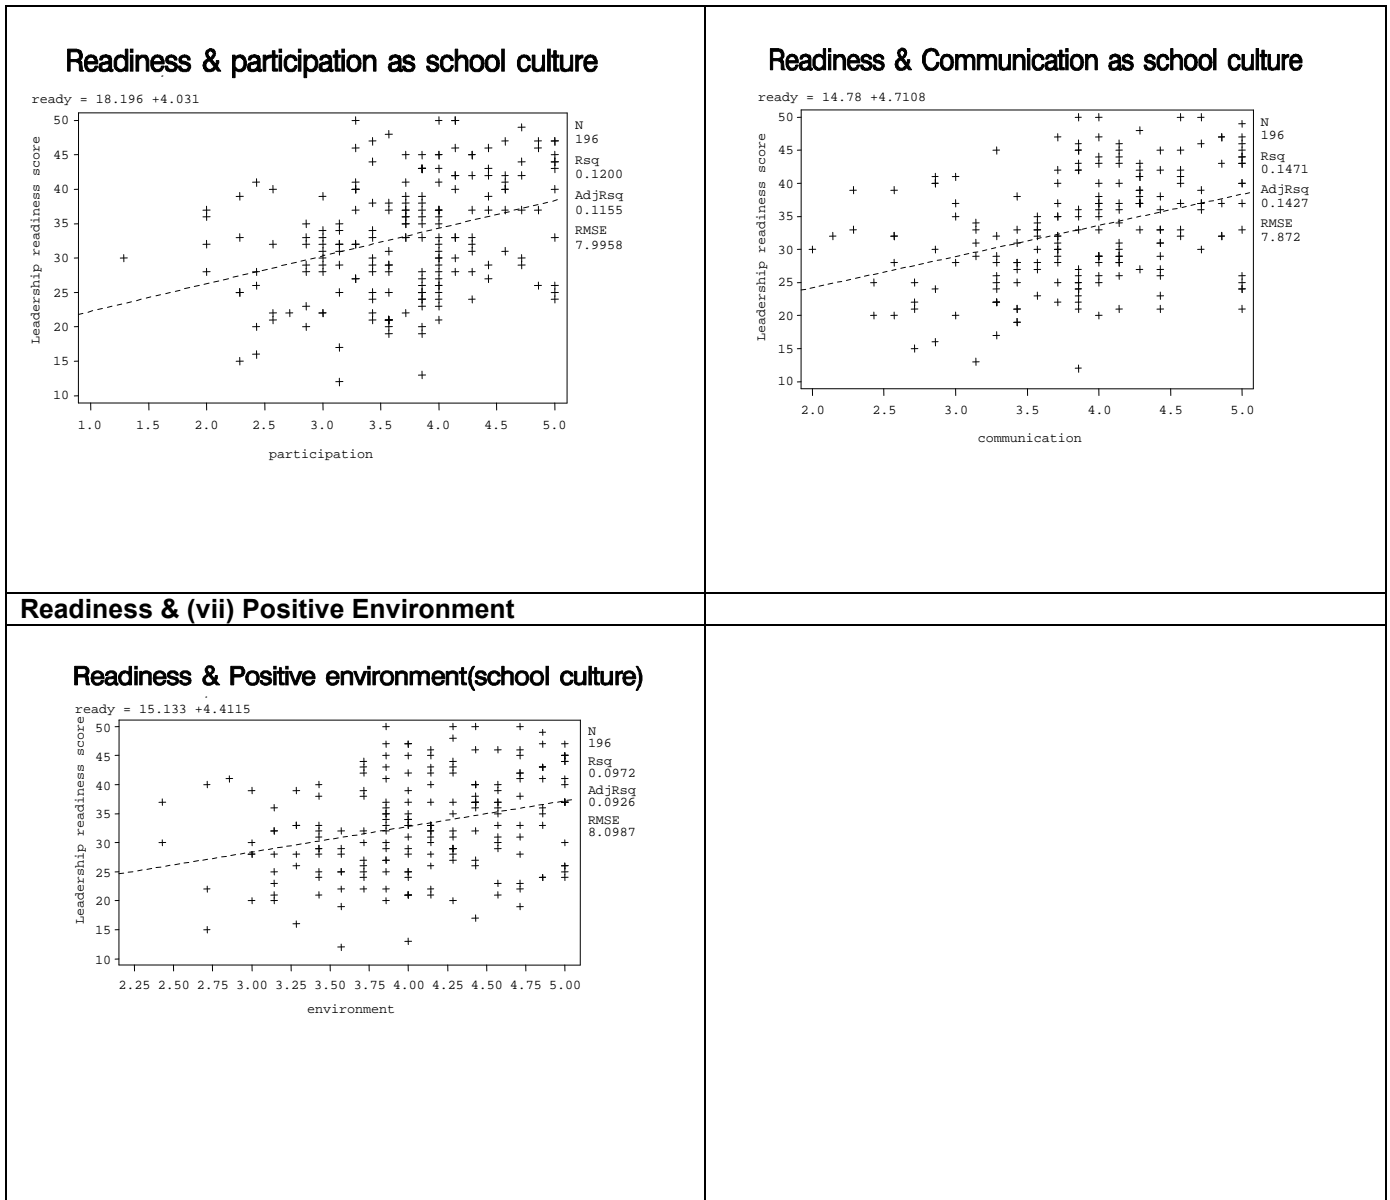 Readiness & participation as school culture
ready = 18.196 +4.031
Leadership readiness score
50
45
40
35
30
25
20
15
10
1.0 1.5 2.0 2.5 3.0 3.5 4.0 4.5 5.0
participation
N
196
Rsq
0.1200
AdjRsq
0.1155
RMSE
7.9958
Readiness & Communication as school culture
ready = 14.78 +4.7108
Leadership readiness score
50
45
40
35
30
25
20
15
10
2.0 2.5 3.0 3.5 4.0 4.5 5.0
communication
N
196
Rsq
0.1471
AdjRsq
0.1427
RMSE
7.872
Readiness & (vii) Positive Environment
Readiness & Positive environment(school culture)
ready = 15.133 +4.4115
Leadership readiness score
50
45
40
35
30
25
20
15
10
2.25 2.50 2.75 3.00 3.25 3.50 3.75 4.00 4.25 4.50 4.75 5.00
environment
N
196
Rsq
0.0972
AdjRsq
0.0926
RMSE
8.0987